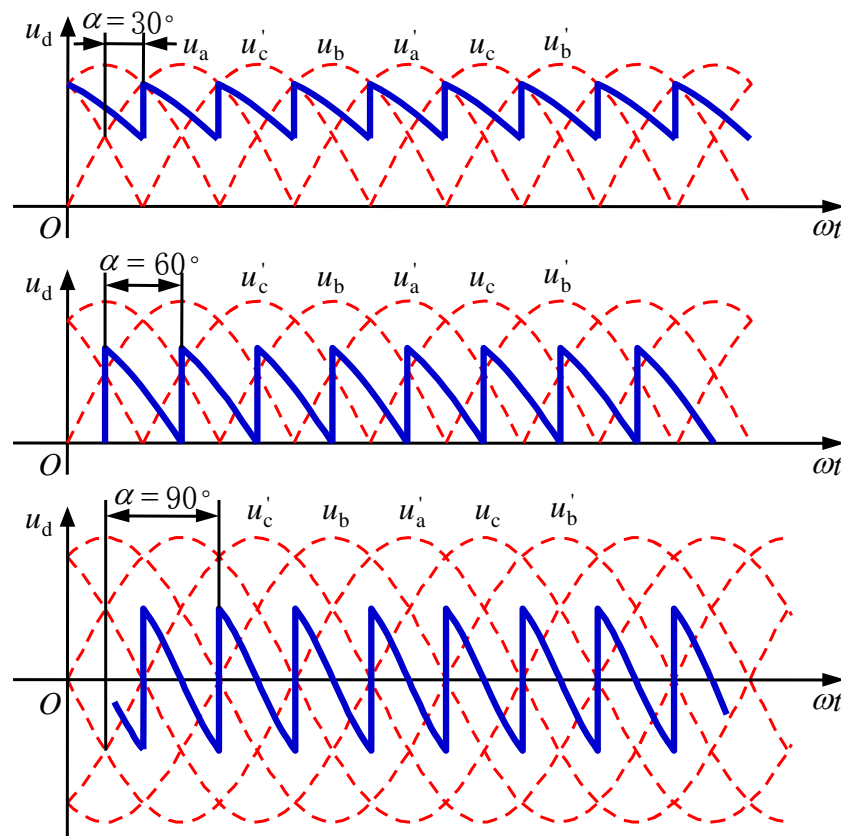 u_d α = 30° u_a u_c' u_b u_a' u_c u_b'
O ωt
u_d α = 60° u_c' u_b u_a' u_c u_b'
O ωt
u_d α = 90° u_c' u_b u_a' u_c u_b'
O ωt